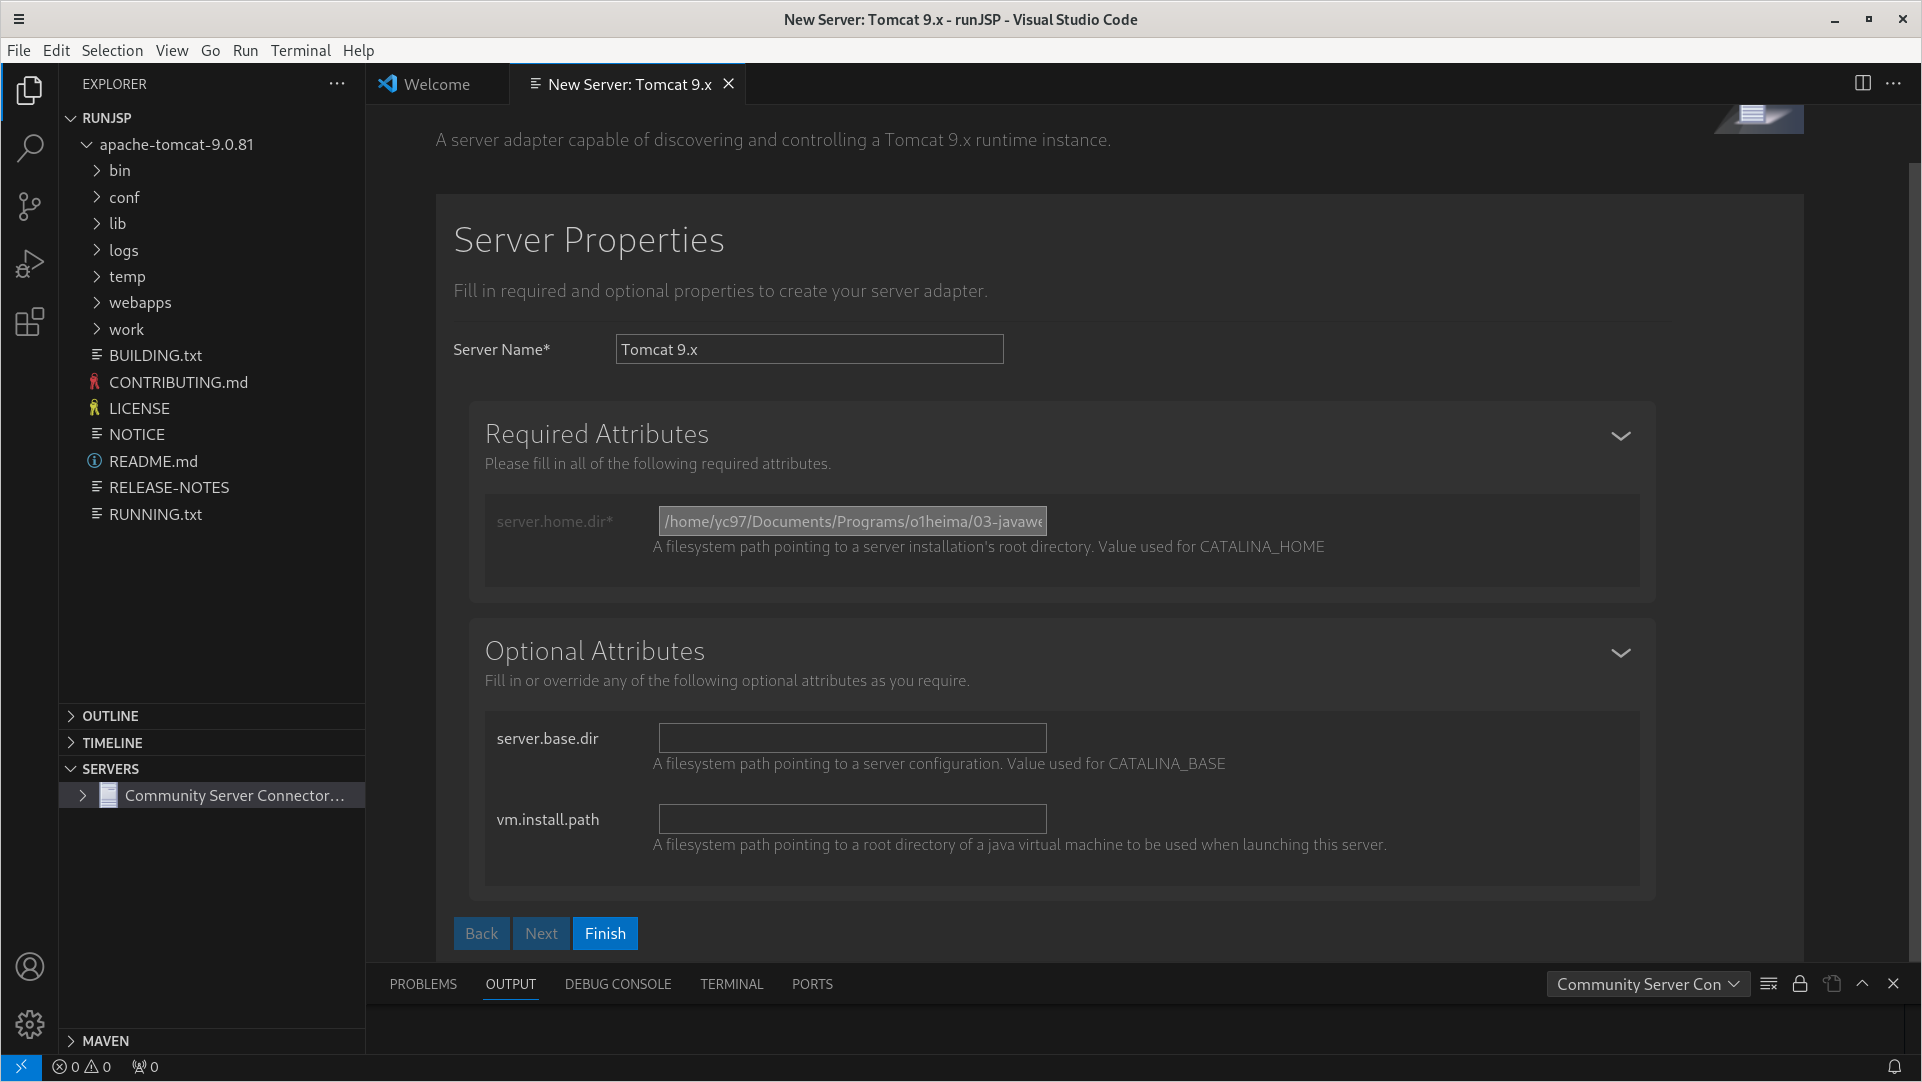 New Server: Tomcat 9.x - runJSP - Visual Studio Code
File Edit Selection View Go Run Terminal Help
EXPLORER
Welcome
New Server: Tomcat 9.x
RUNJSP
apache-tomcat-9.0.81
bin
conf
lib
logs
temp
webapps
work
BUILDING.txt
CONTRIBUTING.md
LICENSE
NOTICE
README.md
RELEASE-NOTES
RUNNING.txt
OUTLINE
TIMELINE
SERVERS
Community Server Connector...
MAVEN
A server adapter capable of discovering and controlling a Tomcat 9.x runtime instance.
Server Properties
Fill in required and optional properties to create your server adapter.
Server Name* Tomcat 9.x
Required Attributes
Please fill in all of the following required attributes.
server.home.dir* /home/yc97/Documents/Programs/o1heima/03-javawe
A filesystem path pointing to a server installation's root directory. Value used for CATALINA_HOME
Optional Attributes
Fill in or override any of the following optional attributes as you require.
server.base.dir
A filesystem path pointing to a server configuration. Value used for CATALINA_BASE
vm.install.path
A filesystem path pointing to a root directory of a java virtual machine to be used when launching this server.
Back Next Finish
PROBLEMS OUTPUT DEBUG CONSOLE TERMINAL PORTS
Community Server Con
0 0 0